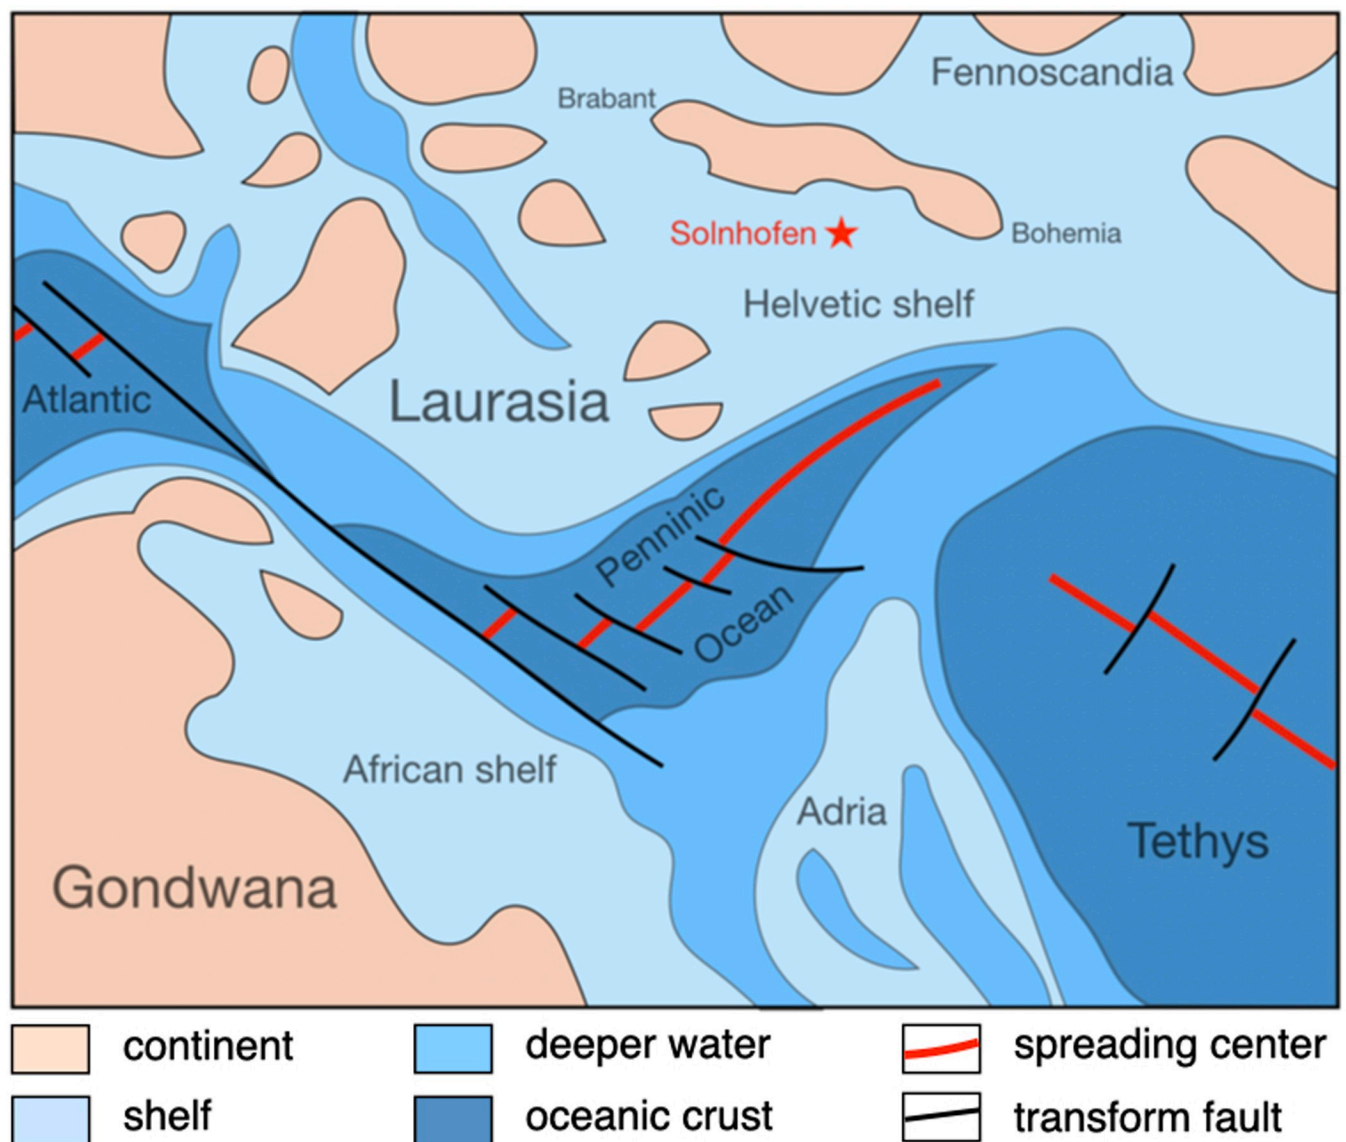 Fennoscandia
Brabant
Solnhofen
Bohemia
Helvetic shelf
Atlantic
Laurasia
Penninic
Ocean
African shelf
Adria
Tethys
Gondwana
continent
deeper water
spreading center
shelf
oceanic crust
transform fault